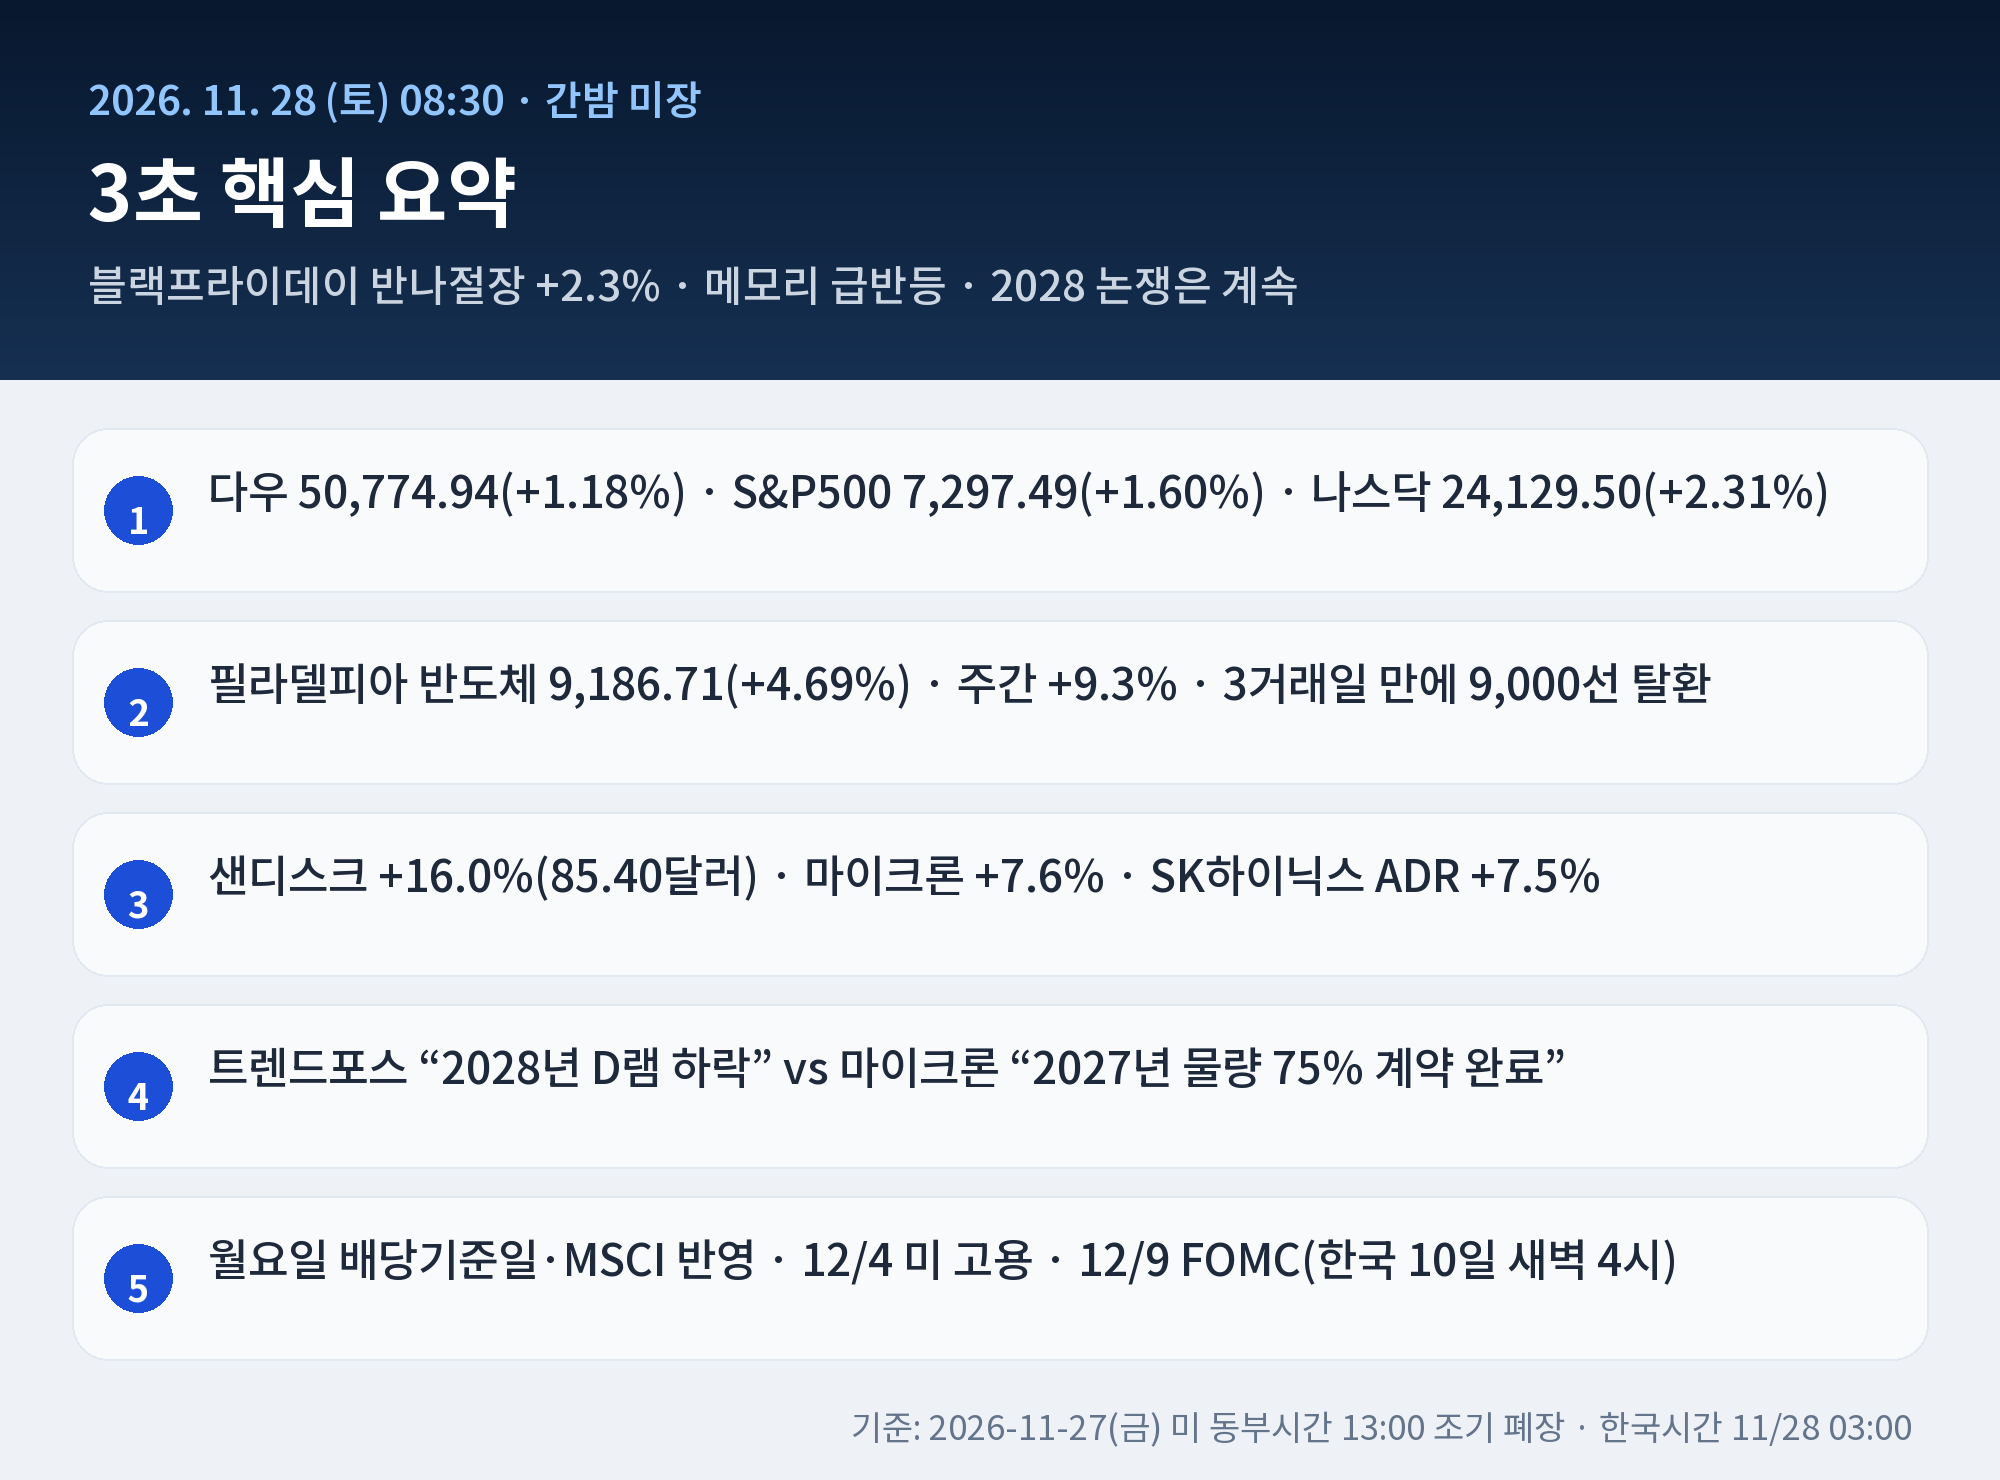 2026. 11. 28 (토) 08:30 · 간밤 미장
3초 핵심 요약
블랙프라이데이 반나절장 +2.3% · 메모리 급반등 · 2028 논쟁은 계속
1 다우 50,774.94(+1.18%) · S&P500 7,297.49(+1.60%) · 나스닥 24,129.50(+2.31%)
2 필라델피아 반도체 9,186.71(+4.69%) · 주간 +9.3% · 3거래일 만에 9,000선 탈환
3 샌디스크 +16.0%(85.40달러) · 마이크론 +7.6% · SK하이닉스 ADR +7.5%
4 트렌드포스 “2028년 D램 하락” vs 마이크론 “2027년 물량 75% 계약 완료”
5 월요일 배당기준일·MSCI 반영 · 12/4 미 고용 · 12/9 FOMC(한국 10일 새벽 4시)
기준: 2026-11-27(금) 미 동부시간 13:00 조기 폐장 · 한국시간 11/28 03:00